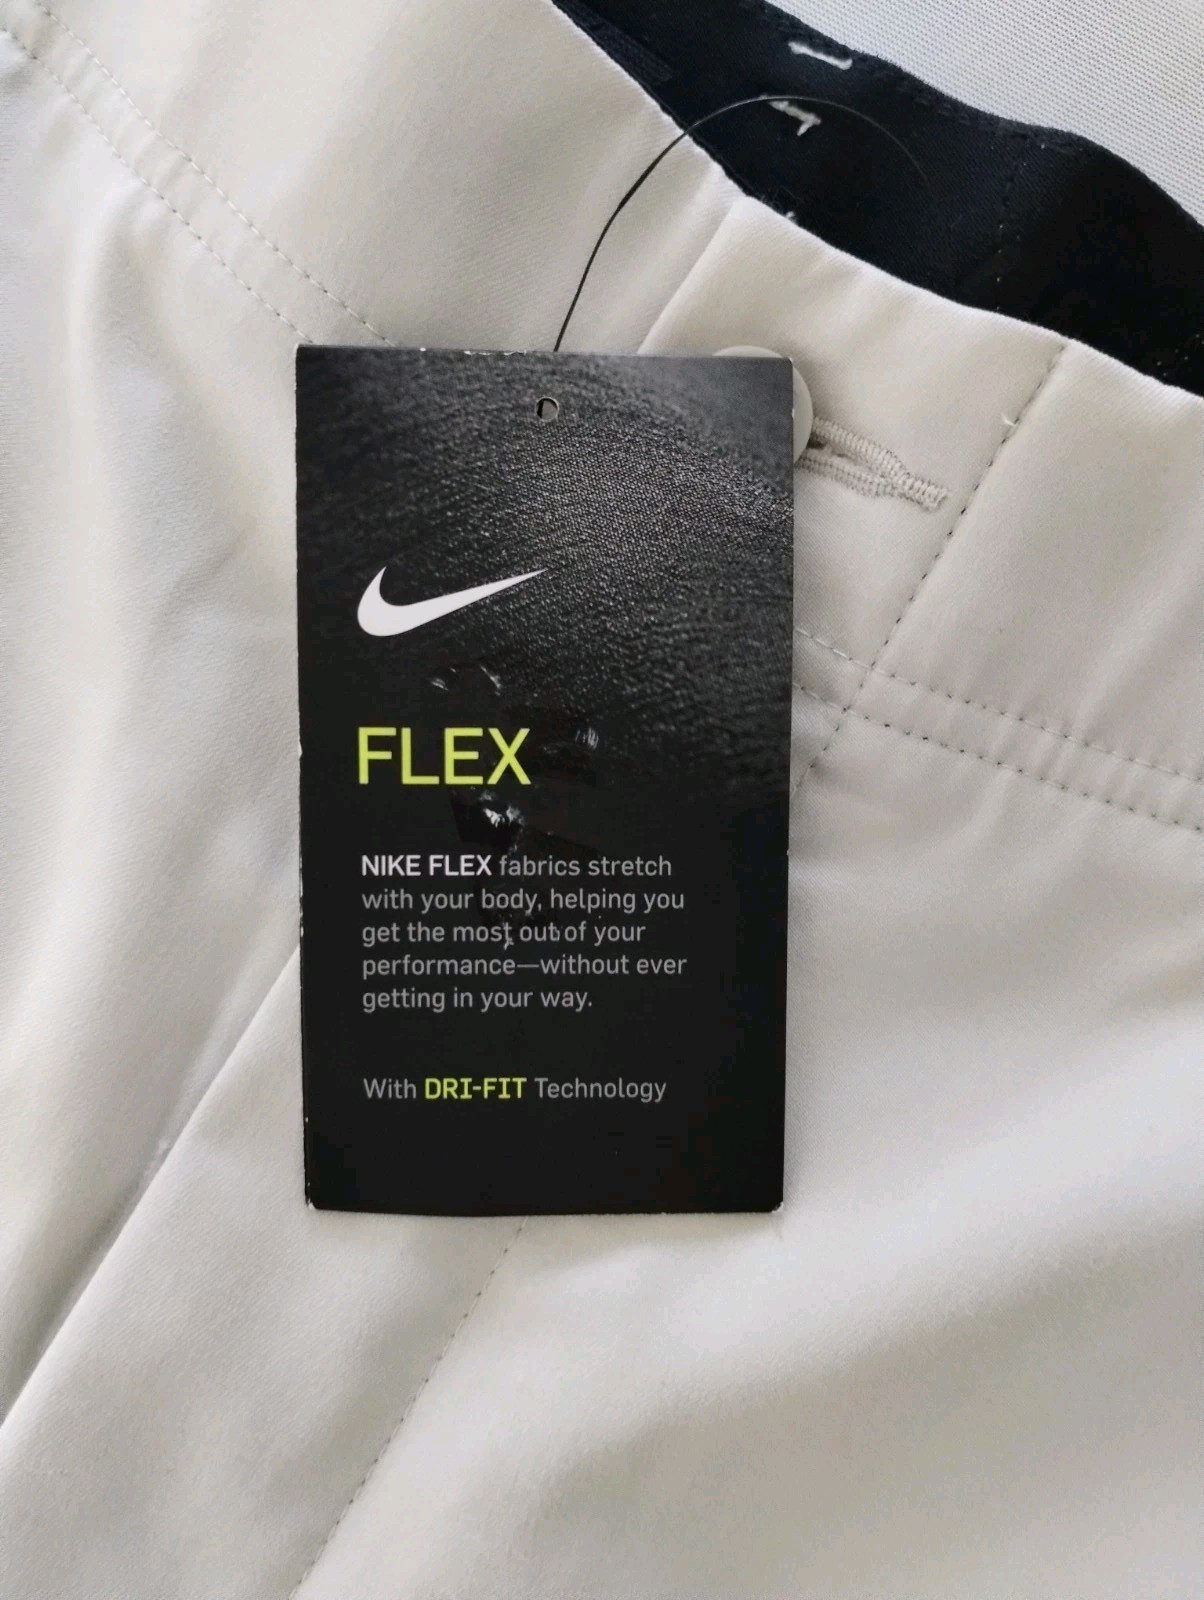 FLEX
NIKE FLEX fabrics stretch
with your body, helping you
get the most out of your
performance—without ever
getting in your way.
With DRI-FIT Technology